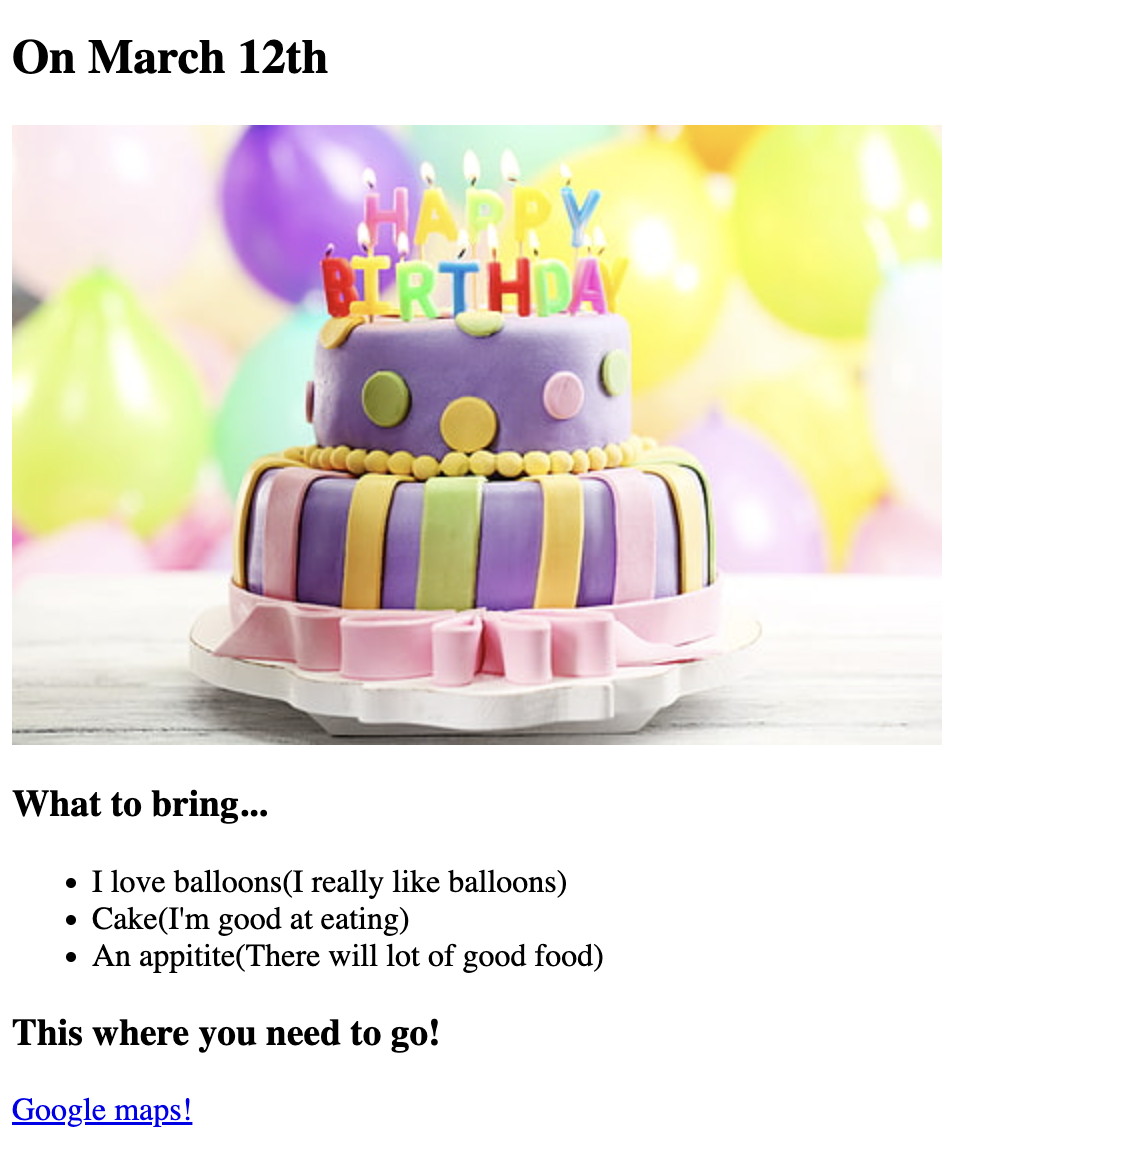 On March 12th
HAPPY
BIRTHDAY
What to bring...
I love balloons(I really like balloons)
Cake(I'm good at eating)
An appitite(There will lot of good food)
This where you need to go!
Google maps!